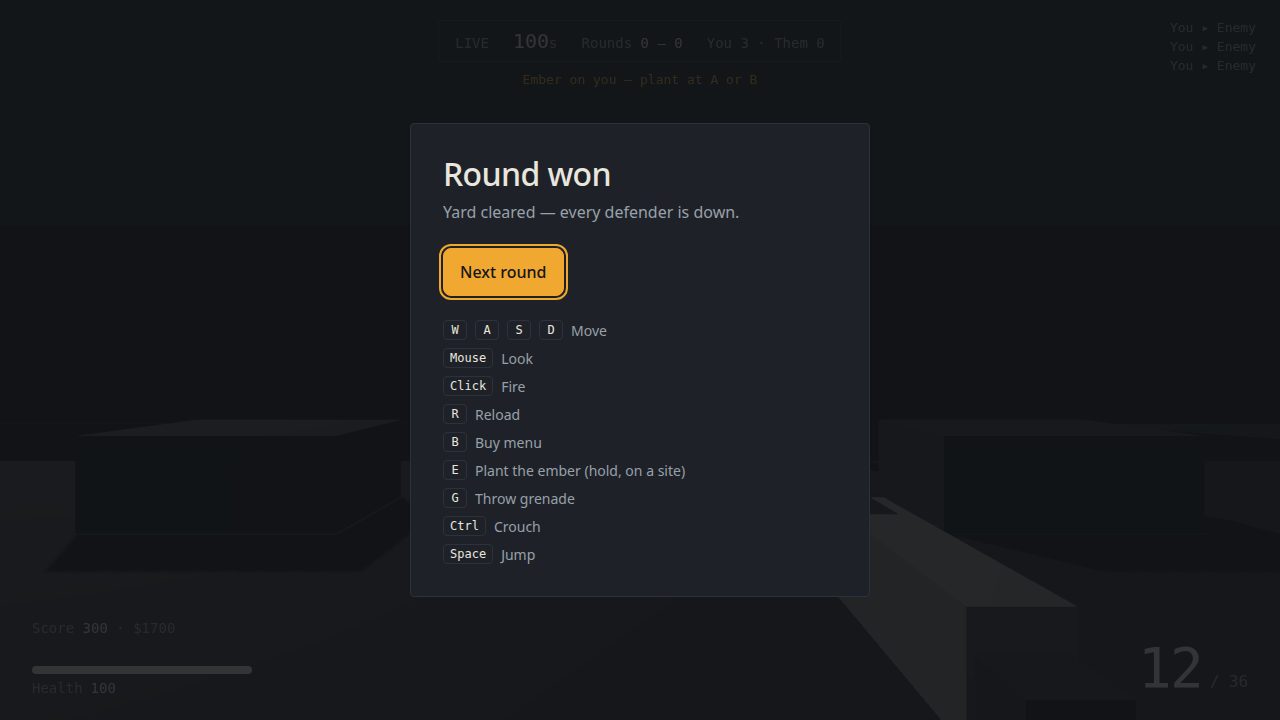 LIVE 100s Rounds 0 — 0 You 3 · Them 0
Ember on you — plant at A or B
You ▸ Enemy
You ▸ Enemy
You ▸ Enemy
Round won
Yard cleared — every defender is down.
Next round
W A S D Move
Mouse Look
Click Fire
R Reload
B Buy menu
E Plant the ember (hold, on a site)
G Throw grenade
Ctrl Crouch
Space Jump
Score 300 · $1700
Health 100
12 / 36